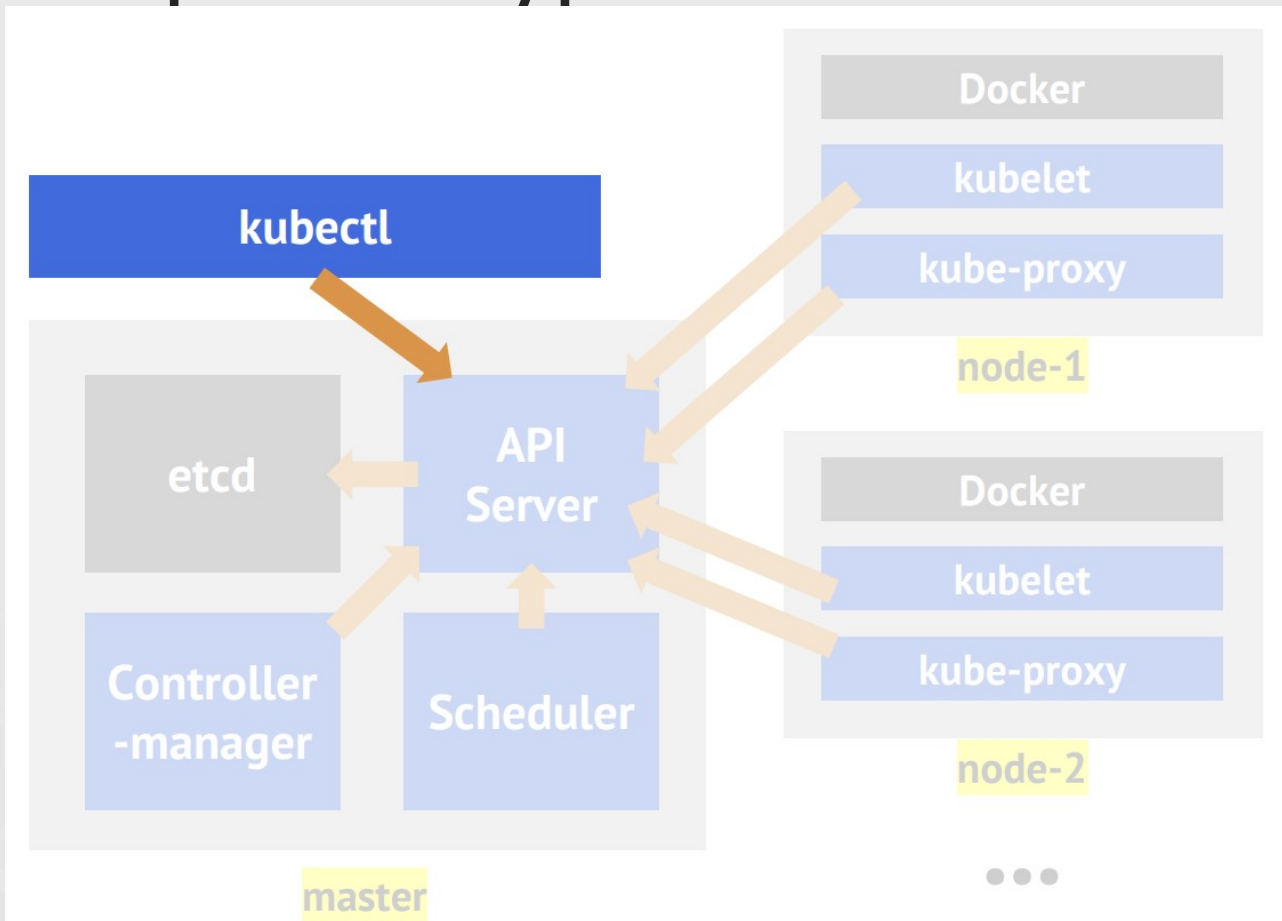 kubectl
etcd
API
Server
Controller
-manager
Scheduler
master
Docker
kubelet
kube-proxy
node-1
Docker
kubelet
kube-proxy
node-2
...